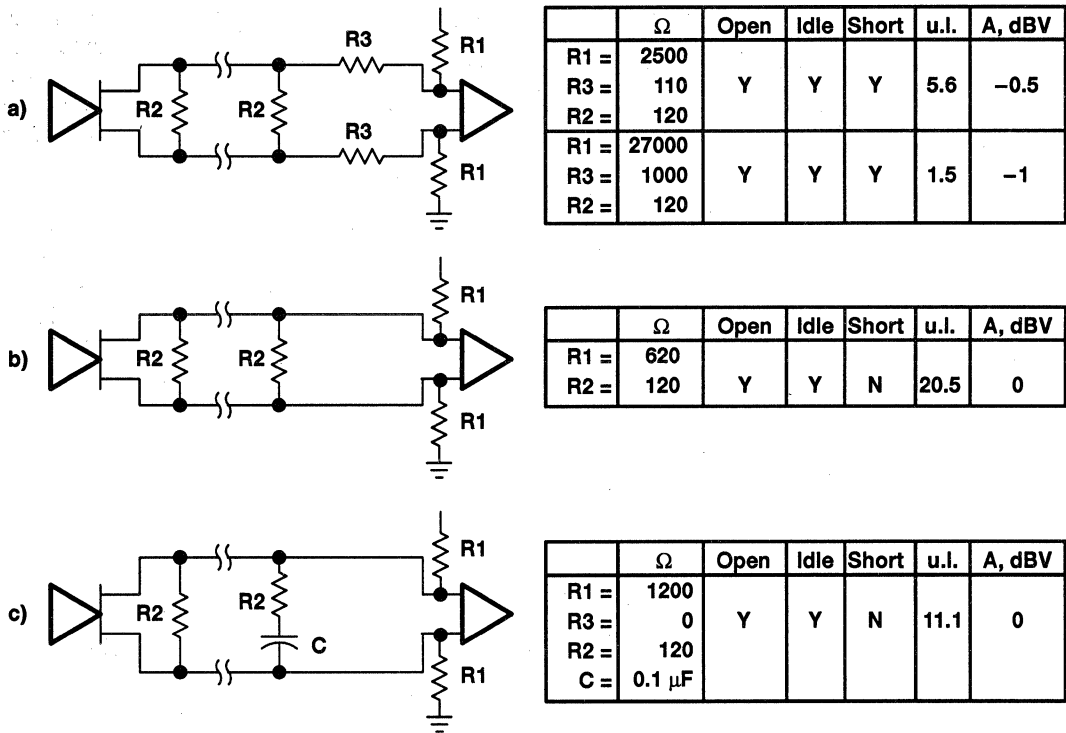 a)
R3
R1
R2
R2
R3
R1
Ω Open Idle Short u.l. A, dBV
R1 = 2500
R3 = 110 Y Y Y 5.6 −0.5
R2 = 120
R1 = 27000
R3 = 1000 Y Y Y 1.5 −1
R2 = 120
b)
R1
R2
R2
R1
Ω Open Idle Short u.l. A, dBV
R1 = 620
R2 = 120 Y Y N 20.5 0
c)
R1
R2
R2
C
R1
Ω Open Idle Short u.l. A, dBV
R1 = 1200
R3 = 0 Y Y N 11.1 0
R2 = 120
C = 0.1 μF